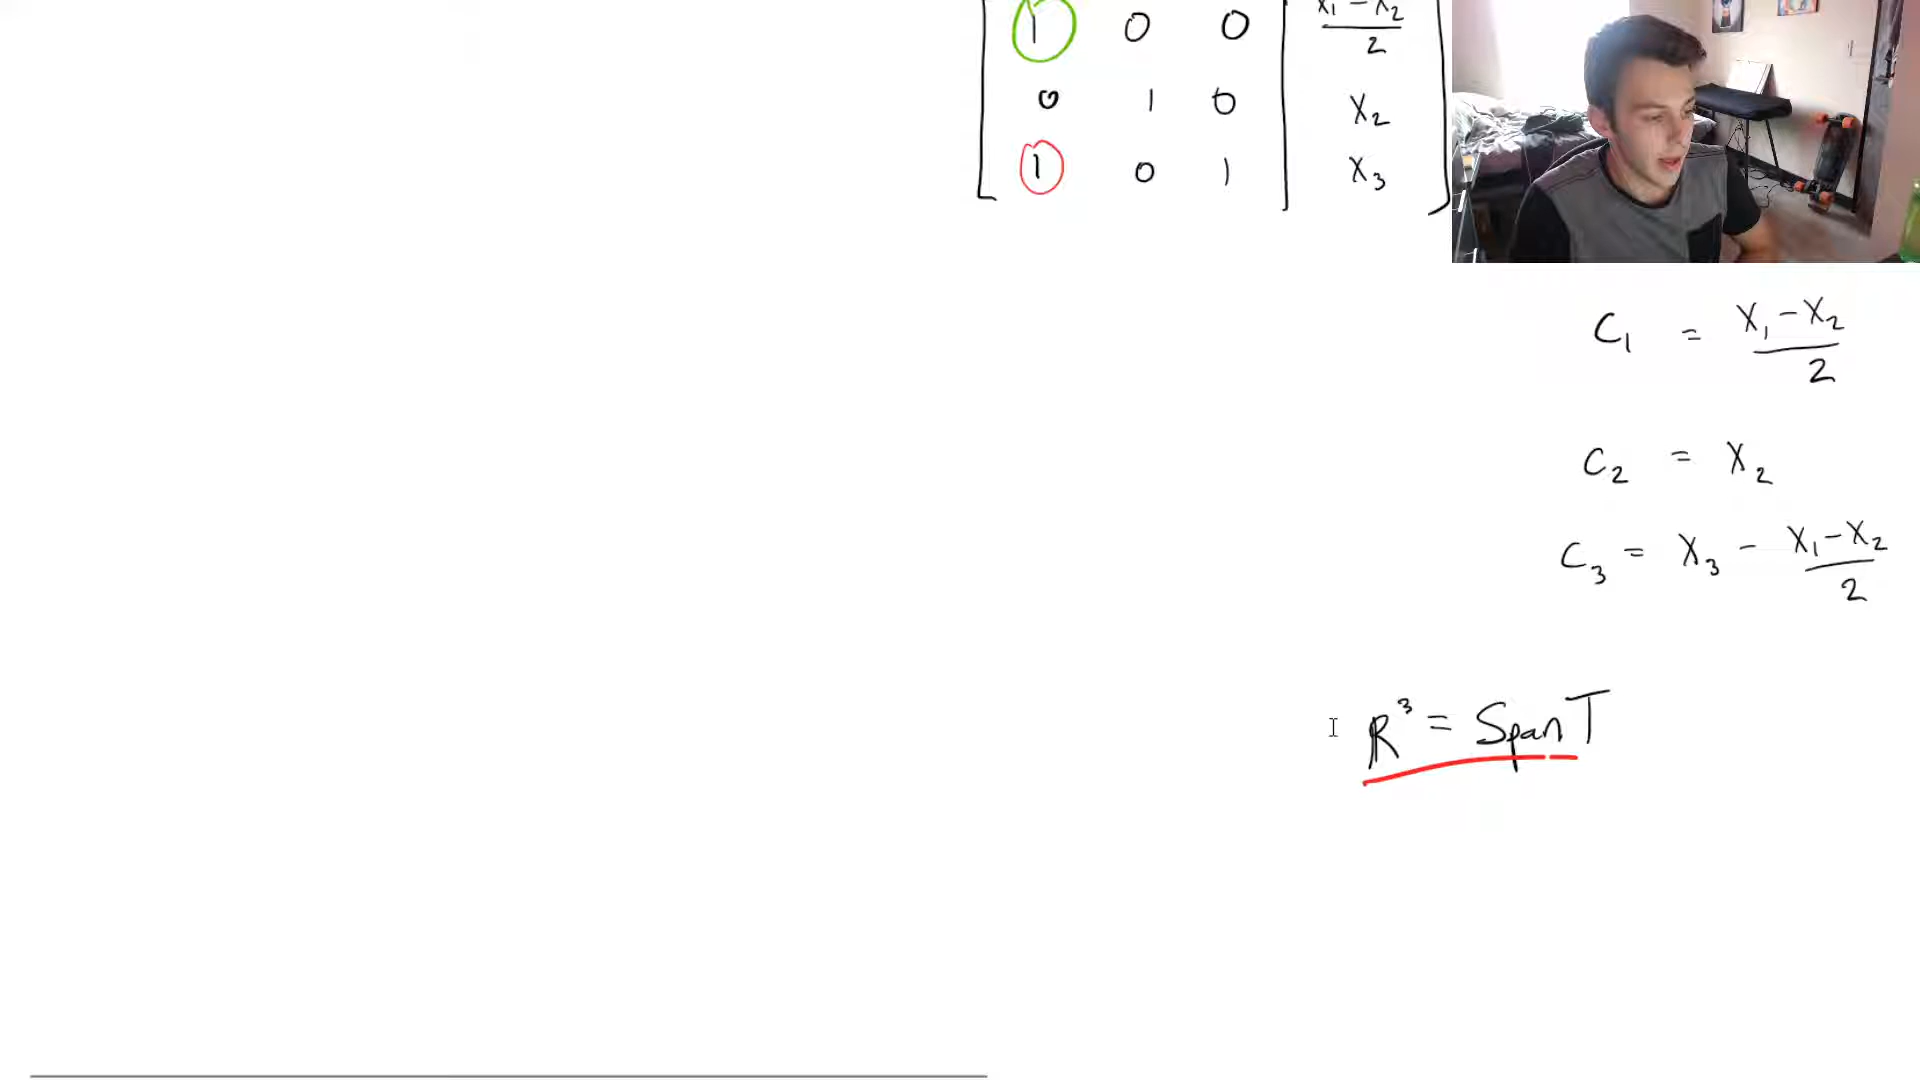 1 0 0 | x₁ - x₂ / 2
0 1 0 | x₂
1 0 1 | x₃
C₁ = x₁ - x₂ / 2
C₂ = x₂
C₃ = x₃ - x₁ - x₂ / 2
ℝ³ = Span T